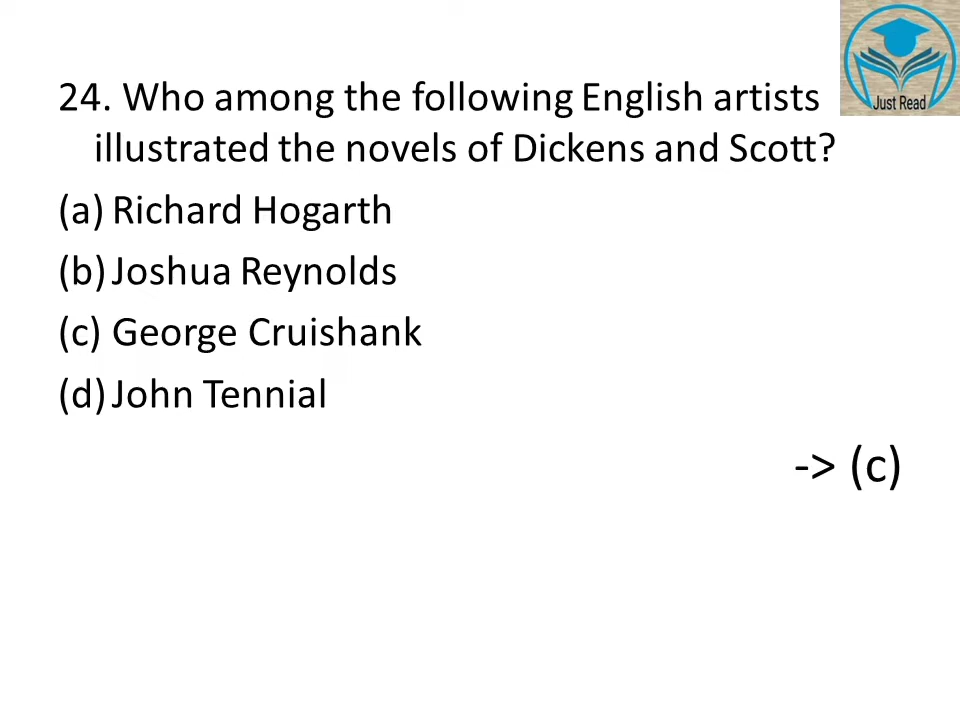 Just Read
24. Who among the following English artists
illustrated the novels of Dickens and Scott?
(a) Richard Hogarth
(b) Joshua Reynolds
(c) George Cruishank
(d) John Tennial
-> (c)